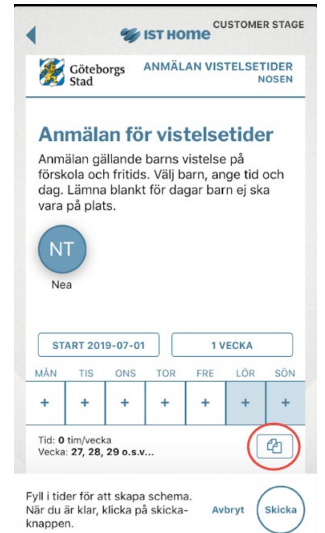 CUSTOMER STAGE
IST Home
Göteborgs
Stad
ANMÄLAN VISTELSETIDER
NOSEN
Anmälan för vistelsetider
Anmälan gällande barns vistelse på
förskola och fritids. Välj barn, ange tid och
dag. Lämna blankt för dagar barn ej ska
vara på plats.
NT
Nea
START 2019-07-01 1 VECKA
MÅN TIS ONS TOR FRE LÖR SÖN
+ + + + + + +
Tid: 0 tim/vecka
Vecka: 27, 28, 29 o.s.v...
Fyll i tider för att skapa schema.
När du är klar, klicka på skicka-
knappen.
Avbryt Skicka